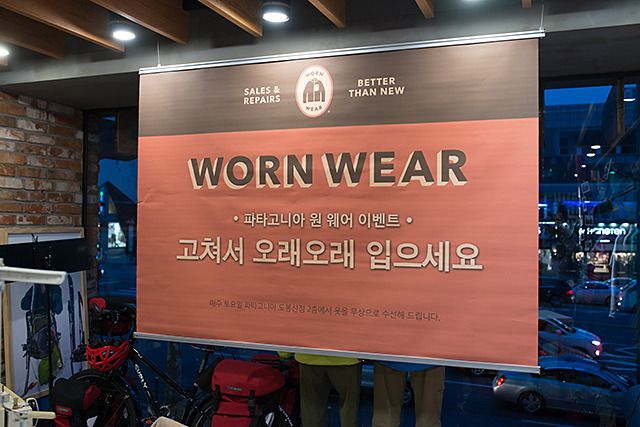 SALES &
REPAIRS
WORN
WEAR
BETTER
THAN NEW
WORN WEAR
• 파타고니아 원 웨어 이벤트 •
고쳐서 오래오래 입으세요
매주 토요일 파타고니아 도봉산점 2층에서 옷을 무상으로 수선해 드립니다.